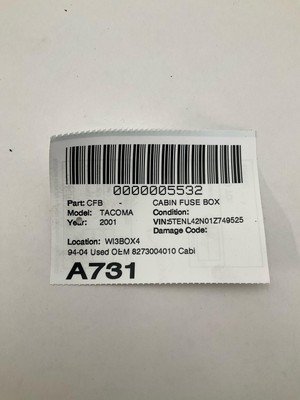 0000005532
Part: CFB - CABIN FUSE BOX
Model: TACOMA Condition:
Year: 2001 VIN:5TENL42N01Z749525
Damage Code:
Location: WI3BOX4
94-04 Used OEM 8273004010 Cabi
A731